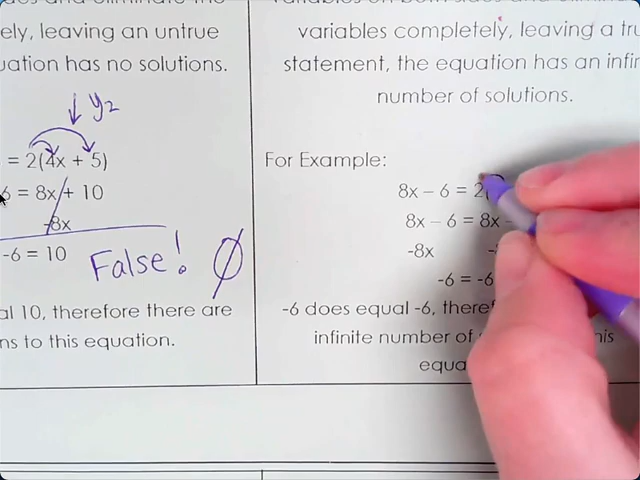 ely, leaving an untrue
uation has no solutions.
y2
= 2(4x + 5)
6 = 8x + 10
-8x
-6 = 10 False! ∅
al 10, therefore there are
ns to this equation.
variables completely, leaving a tru
statement, the equation has an infin
number of solutions.
For Example:
8x – 6 = 2(
8x – 6 = 8x
-8x
-6 = -6
-6 does equal -6, theref
infinite number of his
equa